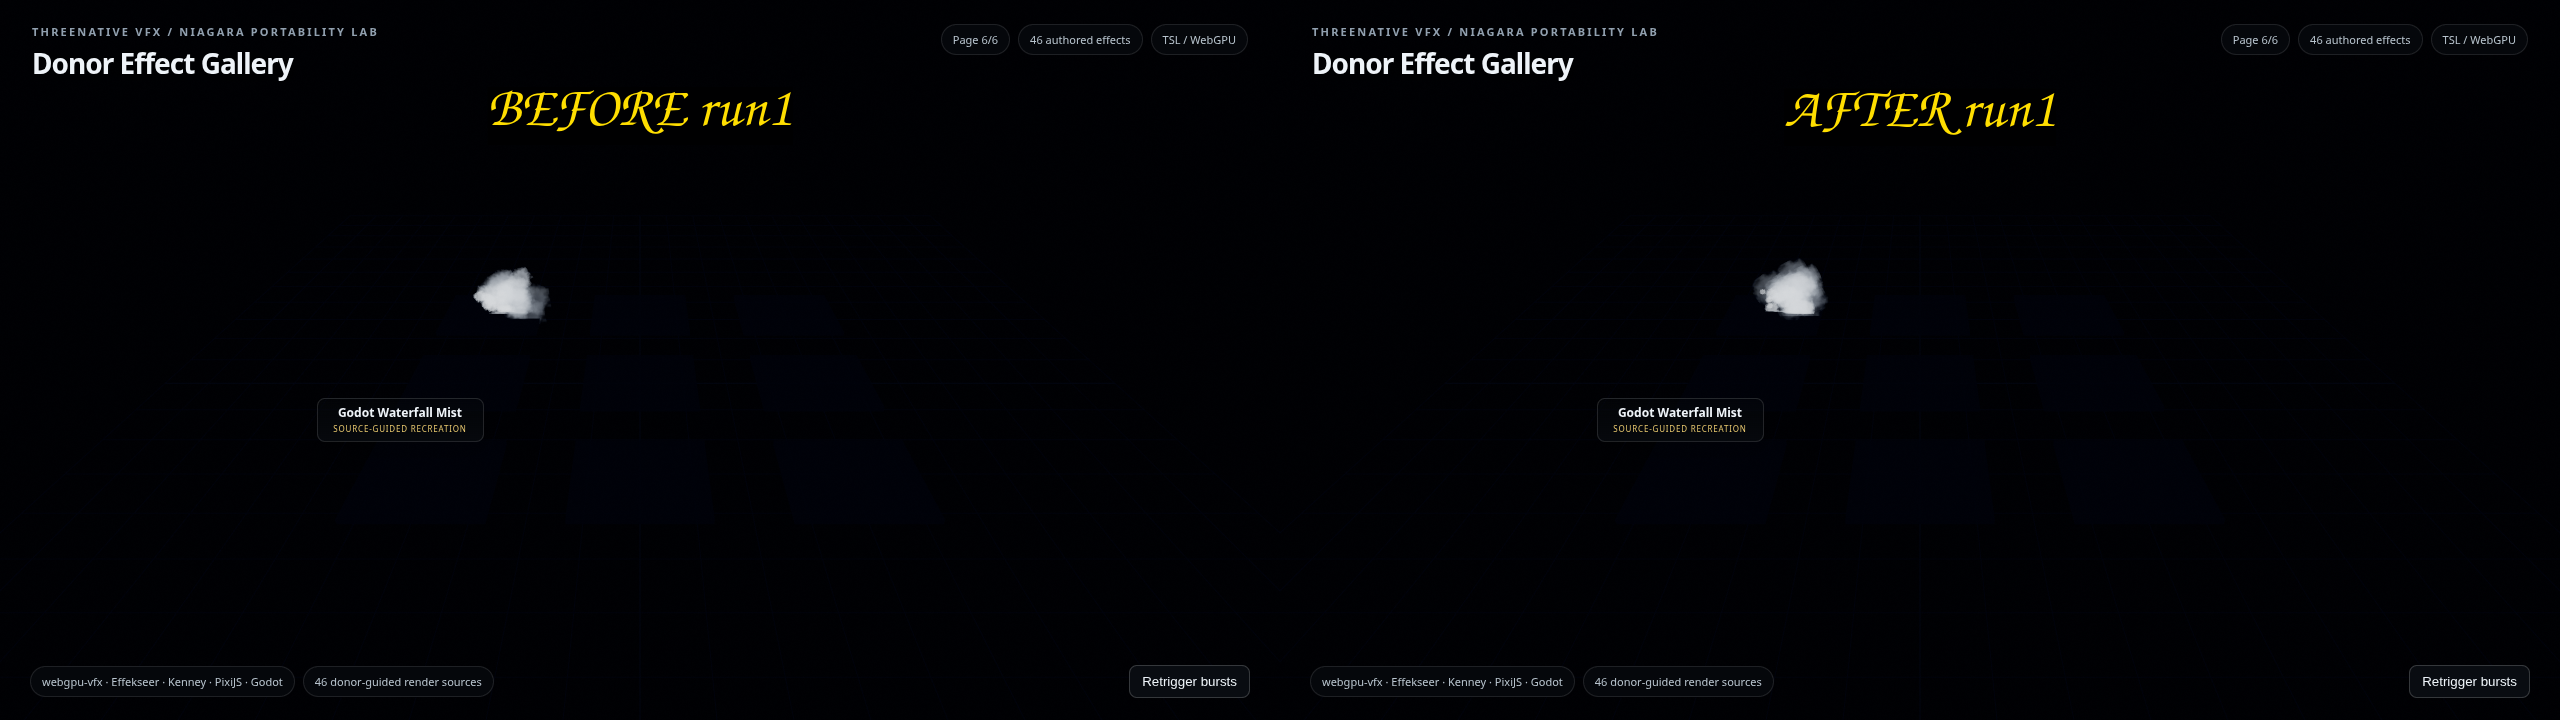 THREENATIVE VFX / NIAGARA PORTABILITY LAB
Donor Effect Gallery
Page 6/6
46 authored effects
TSL / WebGPU
BEFORE run1
Godot Waterfall Mist
SOURCE-GUIDED RECREATION
webgpu-vfx · Effekseer · Kenney · PixiJS · Godot
46 donor-guided render sources
Retrigger bursts
THREENATIVE VFX / NIAGARA PORTABILITY LAB
Donor Effect Gallery
Page 6/6
46 authored effects
TSL / WebGPU
AFTER run1
Godot Waterfall Mist
SOURCE-GUIDED RECREATION
webgpu-vfx · Effekseer · Kenney · PixiJS · Godot
46 donor-guided render sources
Retrigger bursts